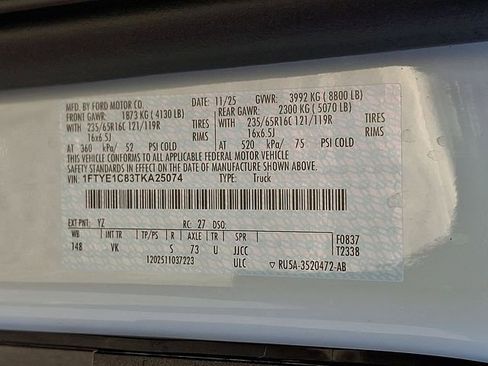 MFD. BY FORD MOTOR CO. DATE: 11/25 GVWR: 3992 KG ( 8800 LB)
FRONT GAWR: 1873 KG ( 4130 LB) REAR GAWR: 2300 KG ( 5070 LB)
WITH 235/65R16C 121/119R TIRES WITH 235/65R16C 121/119R TIRES
16x6.5J RIMS 16x6.5J RIMS
AT 360 kPa/ 52 PSI COLD AT 520 kPa/ 75 PSI COLD
THIS VEHICLE CONFORMS TO ALL APPLICABLE FEDERAL MOTOR VEHICLE
SAFETY STANDARDS IN EFFECT ON THE DATE OF MANUFACTURE SHOWN ABOVE.
VIN: 1FTYE1C83TKA25074 TYPE: Truck
EXT PNT: YZ RC: 27 DSO:
WB INT TR TP/PS R AXLE TR SPR F0837
148 VK S 73 U JJCC T2338
1202511037223 ULC RU5A-3520472-AB